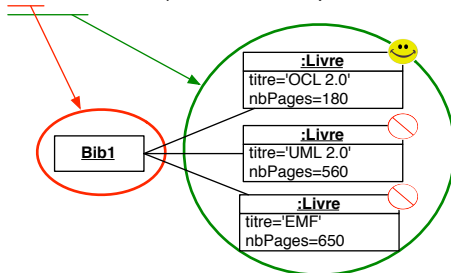 :Livre
titre='OCL 2.0'
nbPages=180
Bib1
:Livre
titre='UML 2.0'
nbPages=560
:Livre
titre='EMF'
nbPages=650